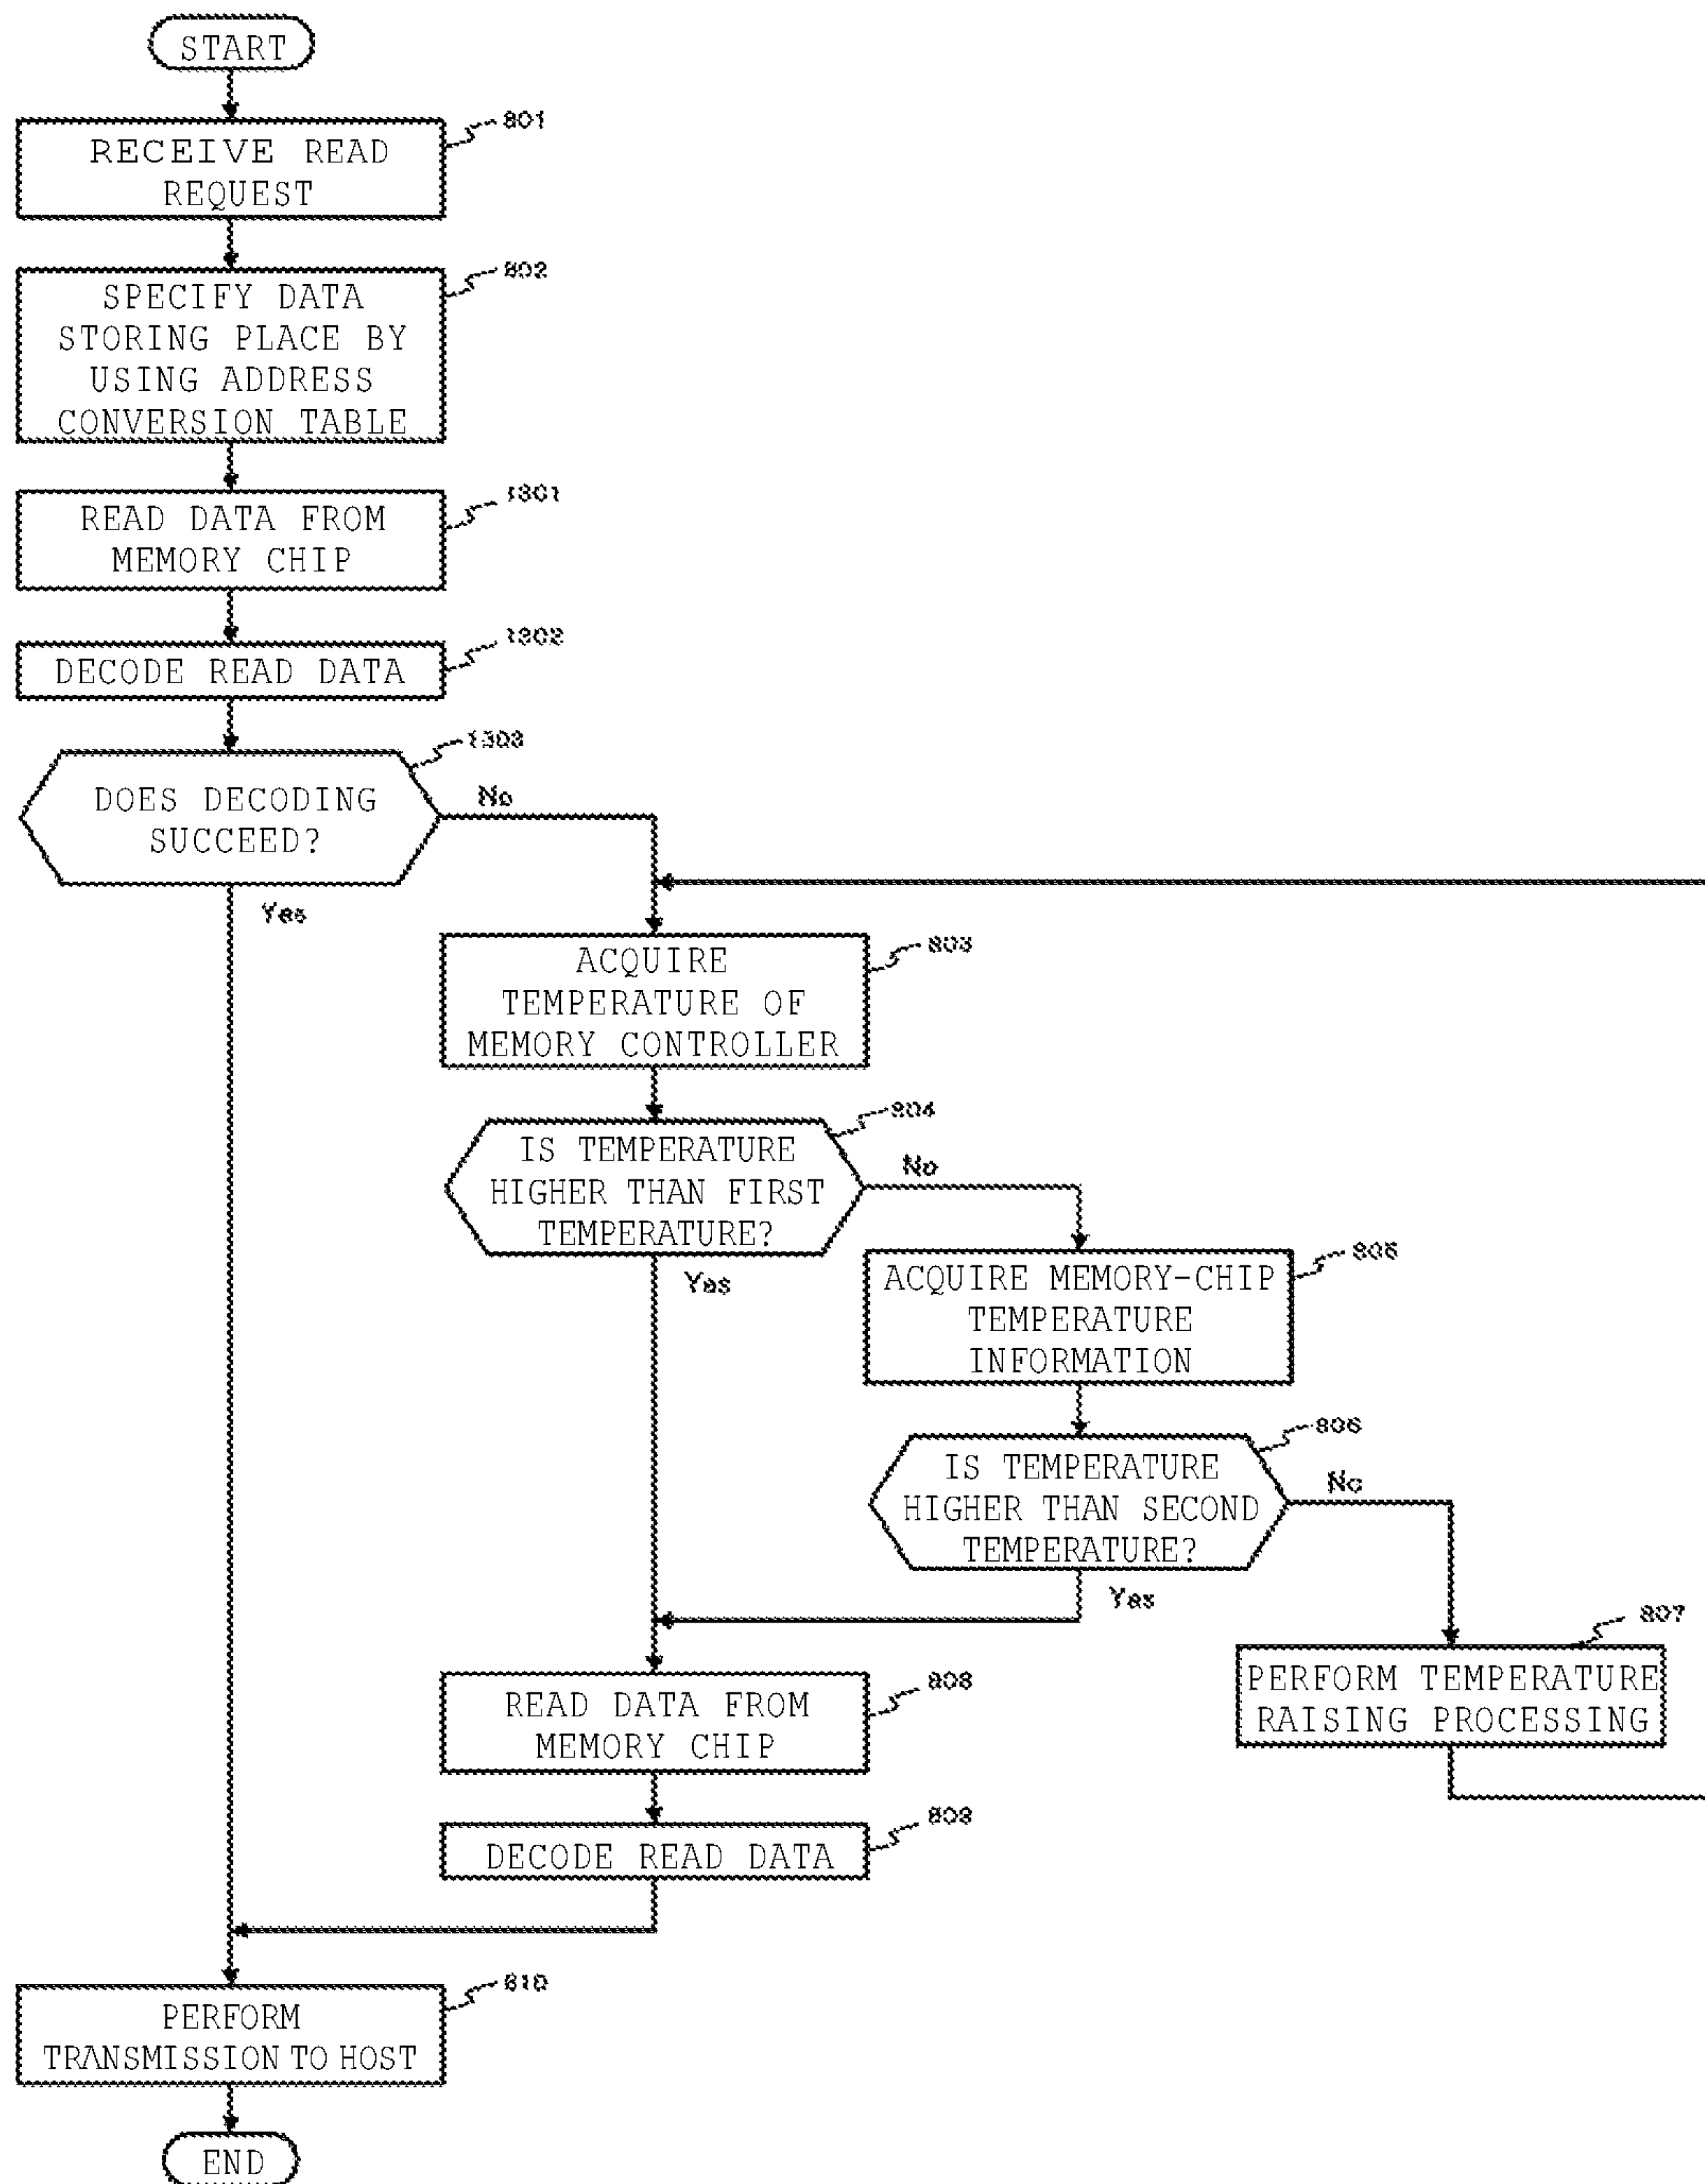 START
801
RECEIVE READ
REQUEST
802
SPECIFY DATA
STORING PLACE BY
USING ADDRESS
CONVERSION TABLE
1301
READ DATA FROM
MEMORY CHIP
1302
DECODE READ DATA
1303
DOES DECODING
SUCCEED?
No
Yes
803
ACQUIRE
TEMPERATURE OF
MEMORY CONTROLLER
804
IS TEMPERATURE
HIGHER THAN FIRST
TEMPERATURE?
No
Yes
805
ACQUIRE MEMORY-CHIP
TEMPERATURE
INFORMATION
806
IS TEMPERATURE
HIGHER THAN SECOND
TEMPERATURE?
No
Yes
807
PERFORM TEMPERATURE
RAISING PROCESSING
808
READ DATA FROM
MEMORY CHIP
809
DECODE READ DATA
810
PERFORM
TRANSMISSION TO HOST
END